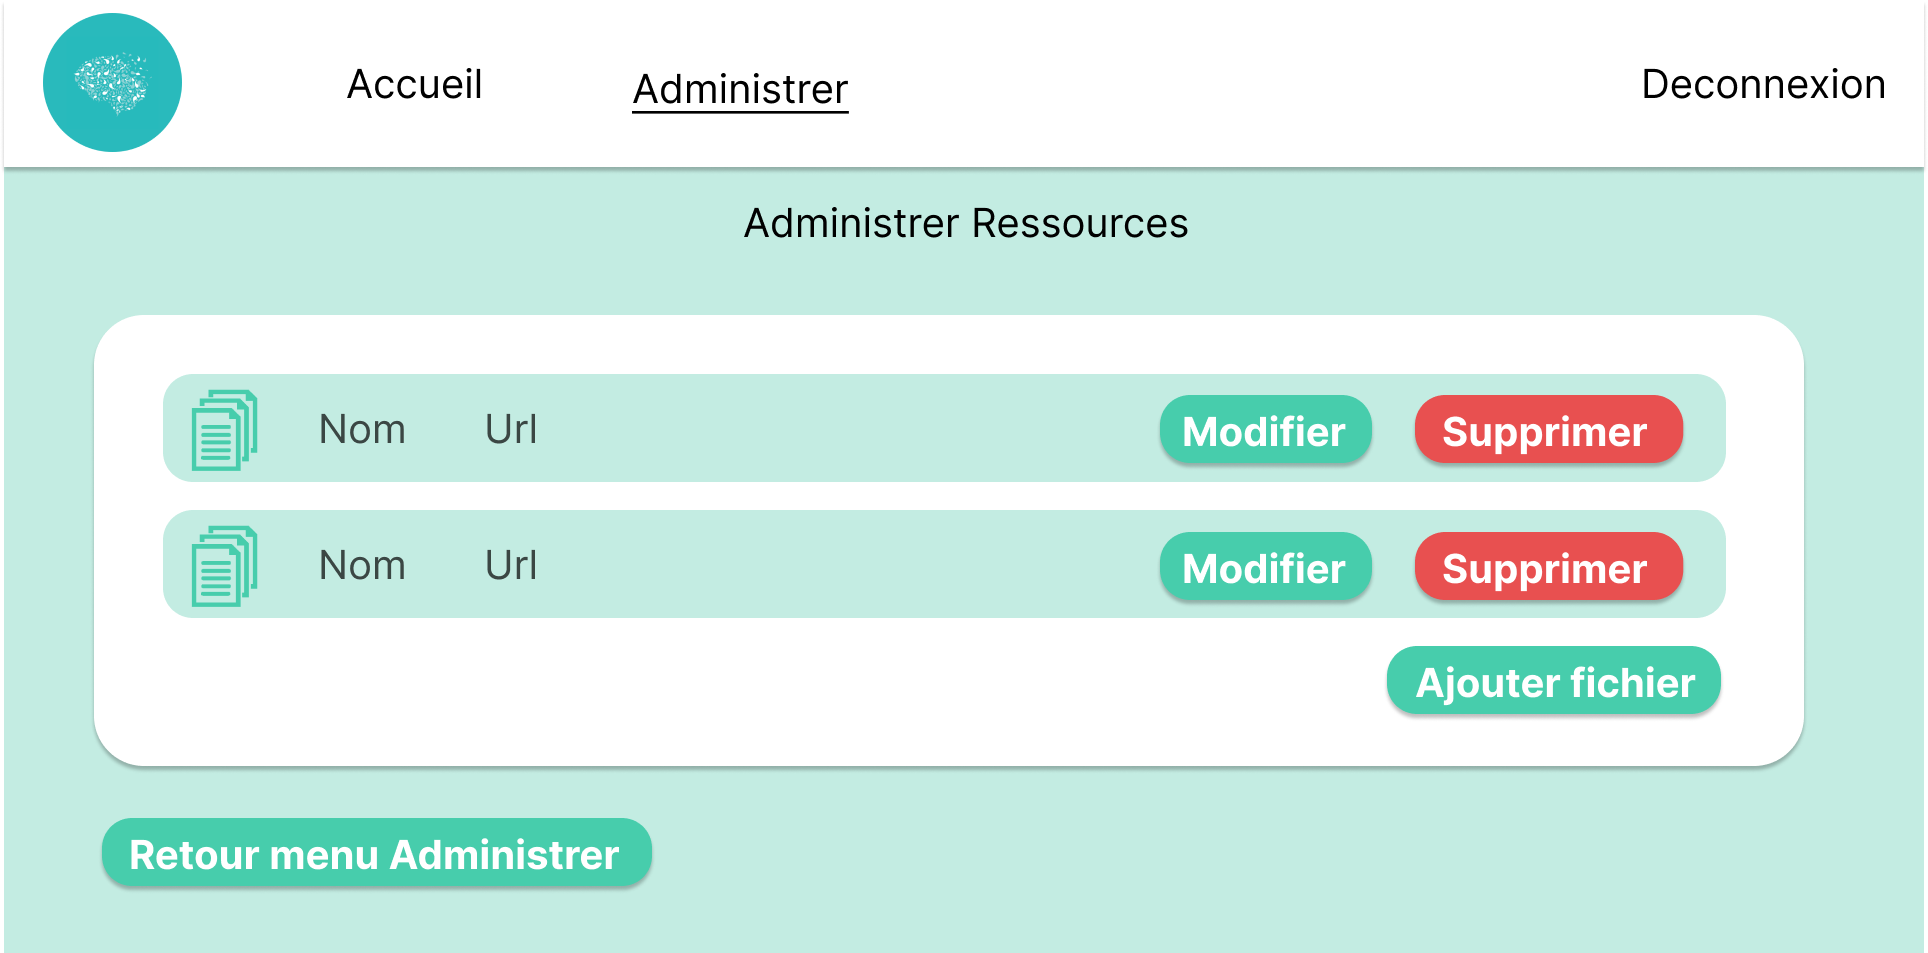 Accueil Administrer Deconnexion
Administrer Ressources
Nom Url Modifier Supprimer
Nom Url Modifier Supprimer
Ajouter fichier
Retour menu Administrer